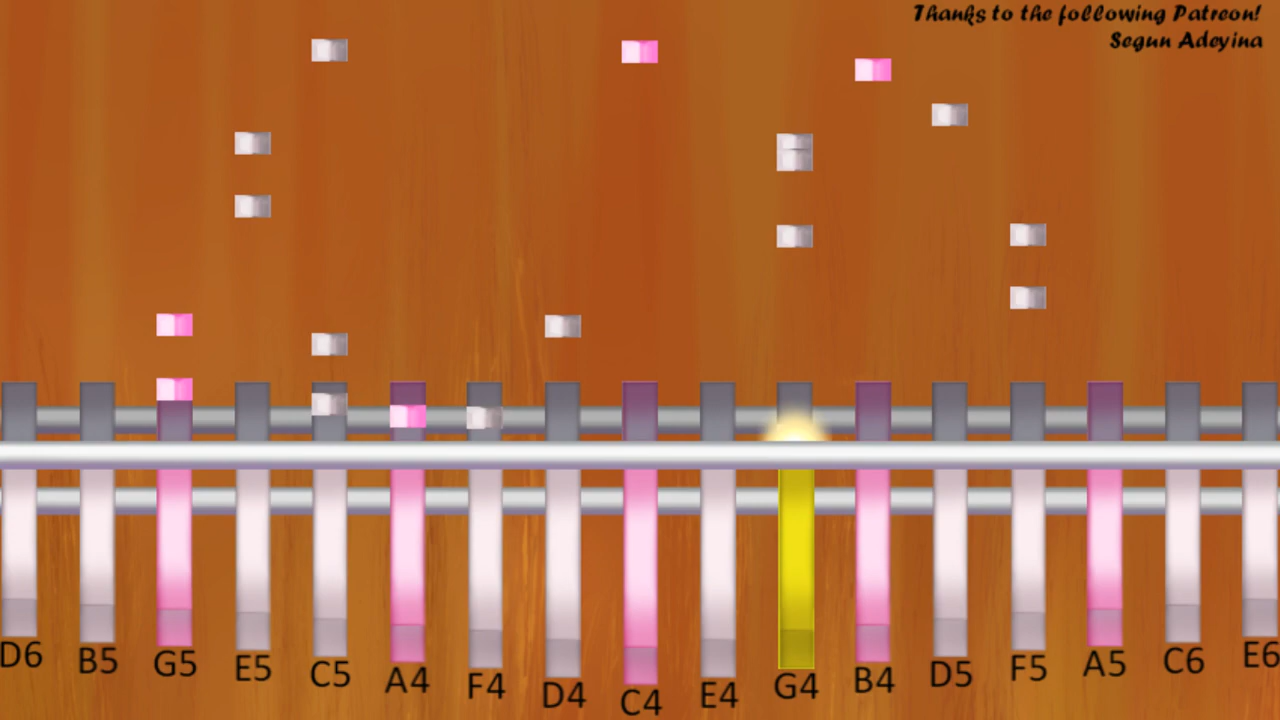 Thanks to the following Patreon!
Segun Adeyina
D6 B5 G5 E5 C5 A4 F4 D4 C4 E4 G4 B4 D5 F5 A5 C6 E6